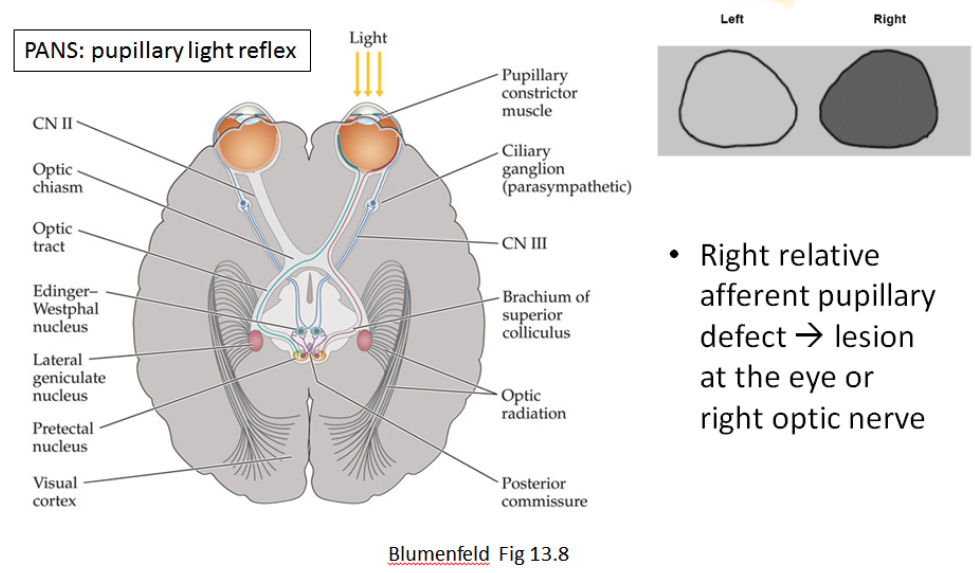 PANS: pupillary light reflex
Light
CN II
Optic
chiasm
Optic
tract
Edinger–
Westphal
nucleus
Lateral
geniculate
nucleus
Pretectal
nucleus
Visual
cortex
Pupillary
constrictor
muscle
Ciliary
ganglion
(parasympathetic)
CN III
Brachium of
superior
colliculus
Optic
radiation
Posterior
commissure
Left Right
• Right relative
afferent pupillary
defect → lesion
at the eye or
right optic nerve
Blumenfeld Fig 13.8